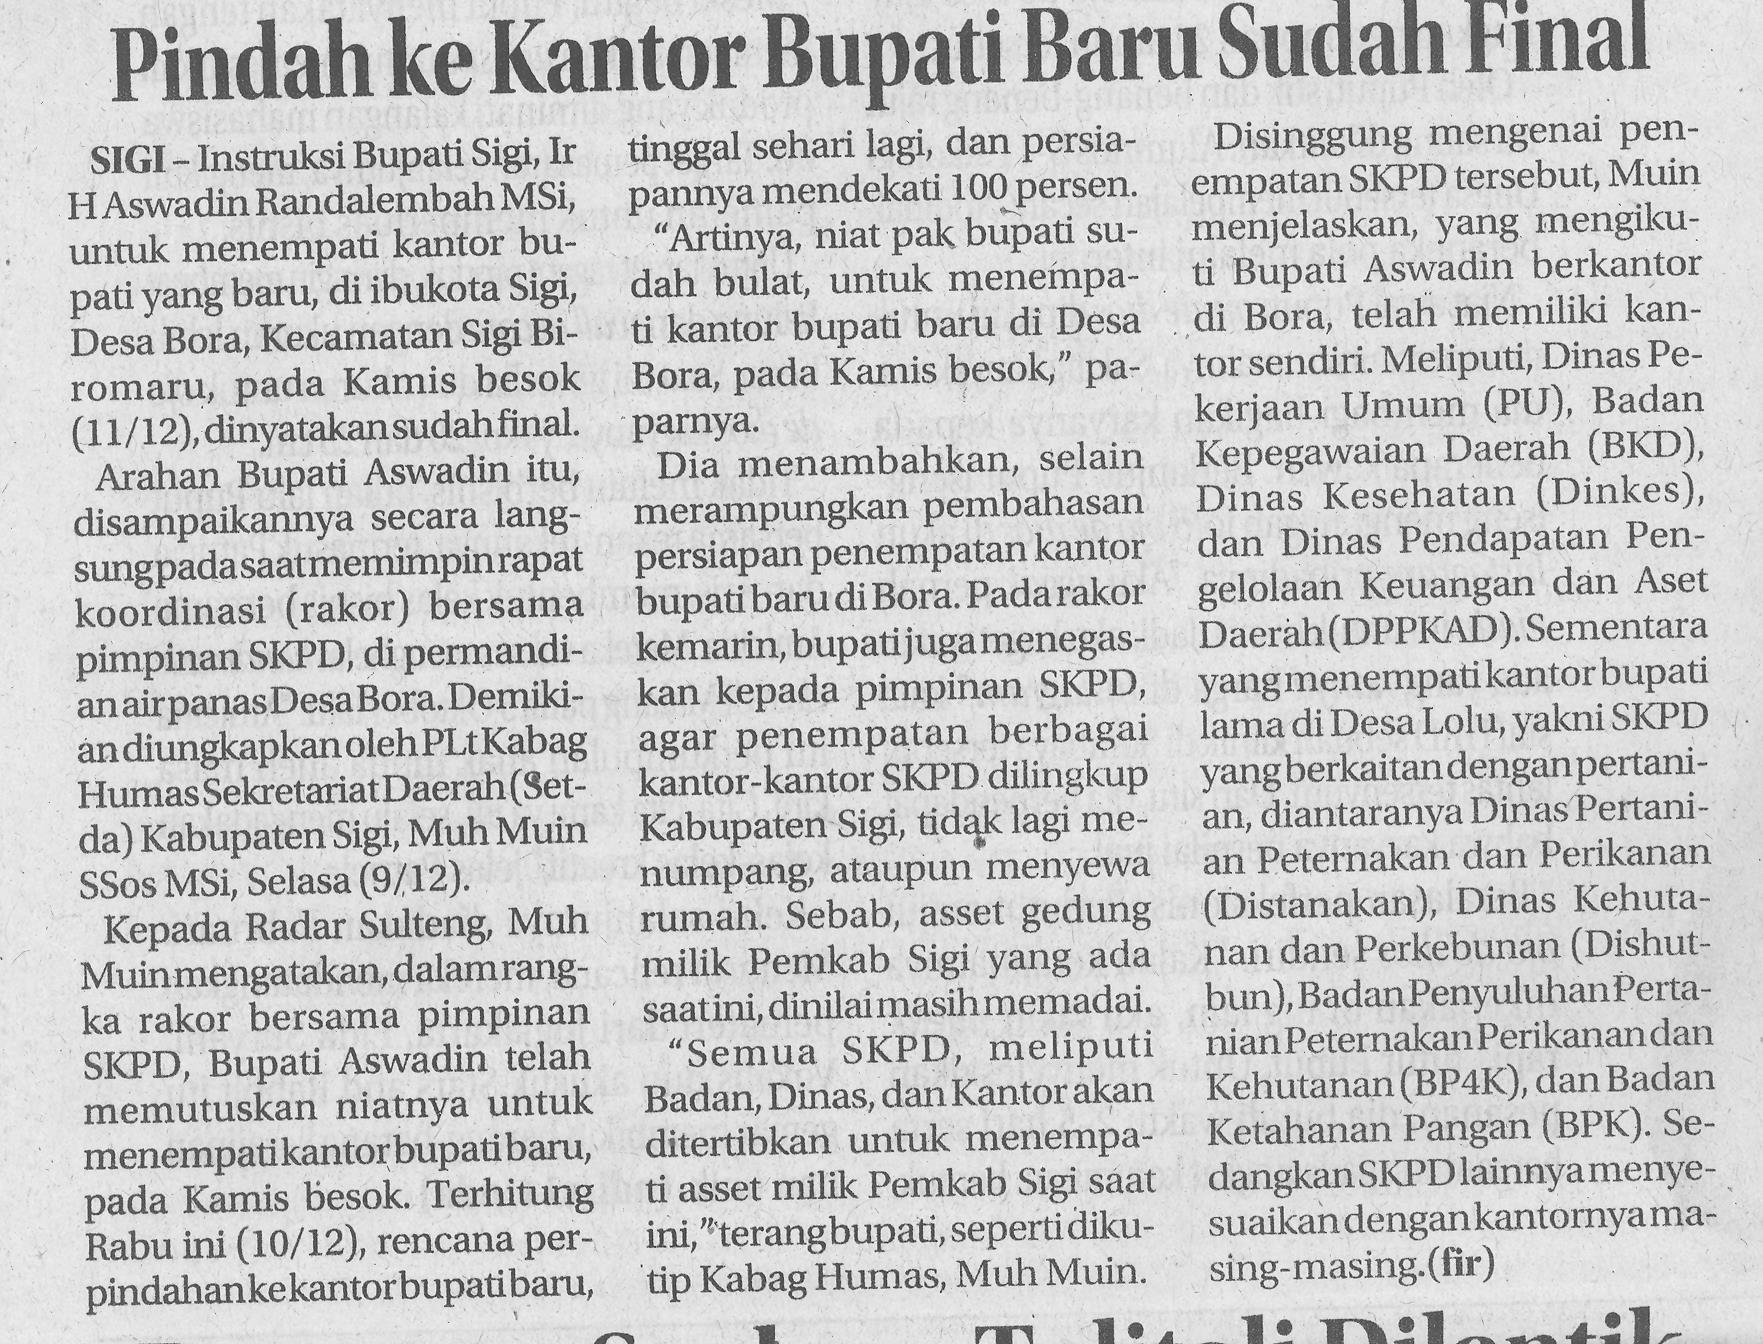 Pindah ke Kantor Bupati Baru Sudah Final
SIGI – Instruksi Bupati Sigi, Ir
H Aswadin Randalembah MSi,
untuk menempati kantor bu-
pati yang baru, di ibukota Sigi,
Desa Bora, Kecamatan Sigi Bi-
romaru, pada Kamis besok
(11/12), dinyatakan sudah final.
Arahan Bupati Aswadin itu,
disampaikannya secara lang-
sung pada saat memimpin rapat
koordinasi (rakor) bersama
pimpinan SKPD, di permandi-
an air panas Desa Bora. Demiki-
an diungkapkan oleh PLt Kabag
Humas Sekretariat Daerah (Set-
da) Kabupaten Sigi, Muh Muin
SSos MSi, Selasa (9/12).
Kepada Radar Sulteng, Muh
Muin mengatakan, dalam rang-
ka rakor bersama pimpinan
SKPD, Bupati Aswadin telah
memutuskan niatnya untuk
menempati kantor bupati baru,
pada Kamis besok. Terhitung
Rabu ini (10/12), rencana per-
pindahan ke kantor bupati baru,
tinggal sehari lagi, dan persia-
pannya mendekati 100 persen.
“Artinya, niat pak bupati su-
dah bulat, untuk menempa-
ti kantor bupati baru di Desa
Bora, pada Kamis besok,” pa-
parnya.
Dia menambahkan, selain
merampungkan pembahasan
persiapan penempatan kantor
bupati baru di Bora. Pada rakor
kemarin, bupati juga menegas-
kan kepada pimpinan SKPD,
agar penempatan berbagai
kantor-kantor SKPD dilingkup
Kabupaten Sigi, tidak lagi me-
numpang, ataupun menyewa
rumah. Sebab, asset gedung
milik Pemkab Sigi yang ada
saat ini, dinilai masih memadai.
“Semua SKPD, meliputi
Badan, Dinas, dan Kantor akan
ditertibkan untuk menempa-
ti asset milik Pemkab Sigi saat
ini,” terang bupati, seperti diku-
tip Kabag Humas, Muh Muin.
Disinggung mengenai pen-
empatan SKPD tersebut, Muin
menjelaskan, yang mengiku-
ti Bupati Aswadin berkantor
di Bora, telah memiliki kan-
tor sendiri. Meliputi, Dinas Pe-
kerjaan Umum (PU), Badan
Kepegawaian Daerah (BKD),
Dinas Kesehatan (Dinkes),
dan Dinas Pendapatan Pen-
gelolaan Keuangan dan Aset
Daerah (DPPKAD). Sementara
yang menempati kantor bupati
lama di Desa Lolu, yakni SKPD
yang berkaitan dengan pertani-
an, diantaranya Dinas Pertani-
an Peternakan dan Perikanan
(Distanakan), Dinas Kehuta-
nan dan Perkebunan (Dishut-
bun), Badan Penyuluhan Perta-
nian Peternakan Perikanan dan
Kehutanan (BP4K), dan Badan
Ketahanan Pangan (BPK). Se-
dangkan SKPD lainnya menye-
suaikan dengan kantornya ma-
sing-masing.(fir)
Tolitoli Dilantik